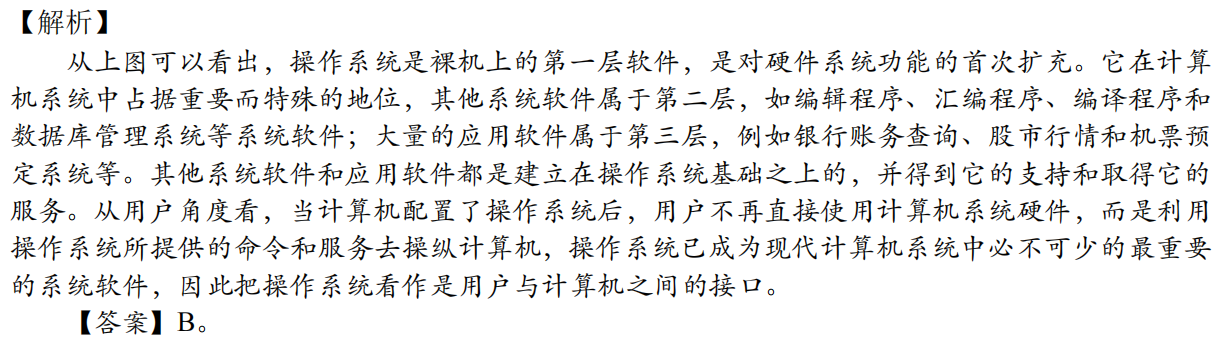 【解析】
从上图可以看出，操作系统是裸机上的第一层软件，是对硬件系统功能的首次扩充。它在计算
机系统中占据重要而特殊的地位，其他系统软件属于第二层，如编辑程序、汇编程序、编译程序和
数据库管理系统等系统软件；大量的应用软件属于第三层，例如银行账务查询、股市行情和机票预
定系统等。其他系统软件和应用软件都是建立在操作系统基础之上的，并得到它的支持和取得它的
服务。从用户角度看，当计算机配置了操作系统后，用户不再直接使用计算机系统硬件，而是利用
操作系统所提供的命令和服务去操纵计算机，操作系统已成为现代计算机系统中必不可少的最重要
的系统软件，因此把操作系统看作是用户与计算机之间的接口。
【答案】B。